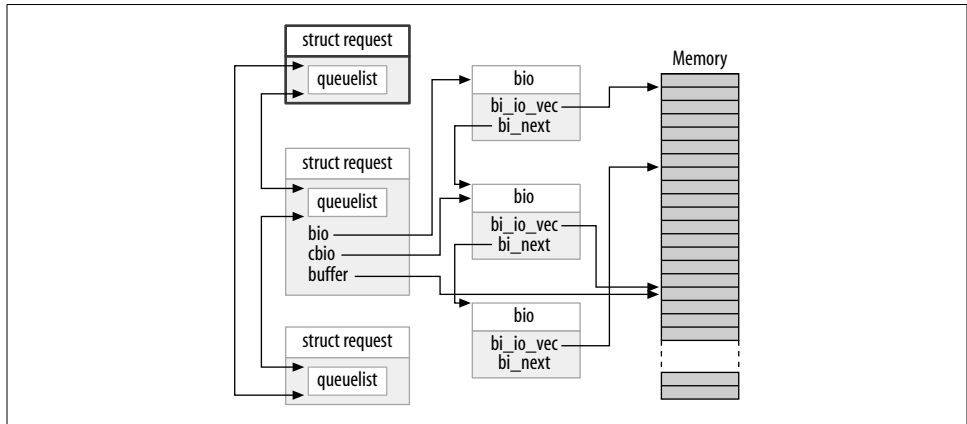 struct request
queuelist
struct request
queuelist
bio
cbio
buffer
struct request
queuelist
bio
bi_io_vec
bi_next
bio
bi_io_vec
bi_next
bio
bi_io_vec
bi_next
Memory